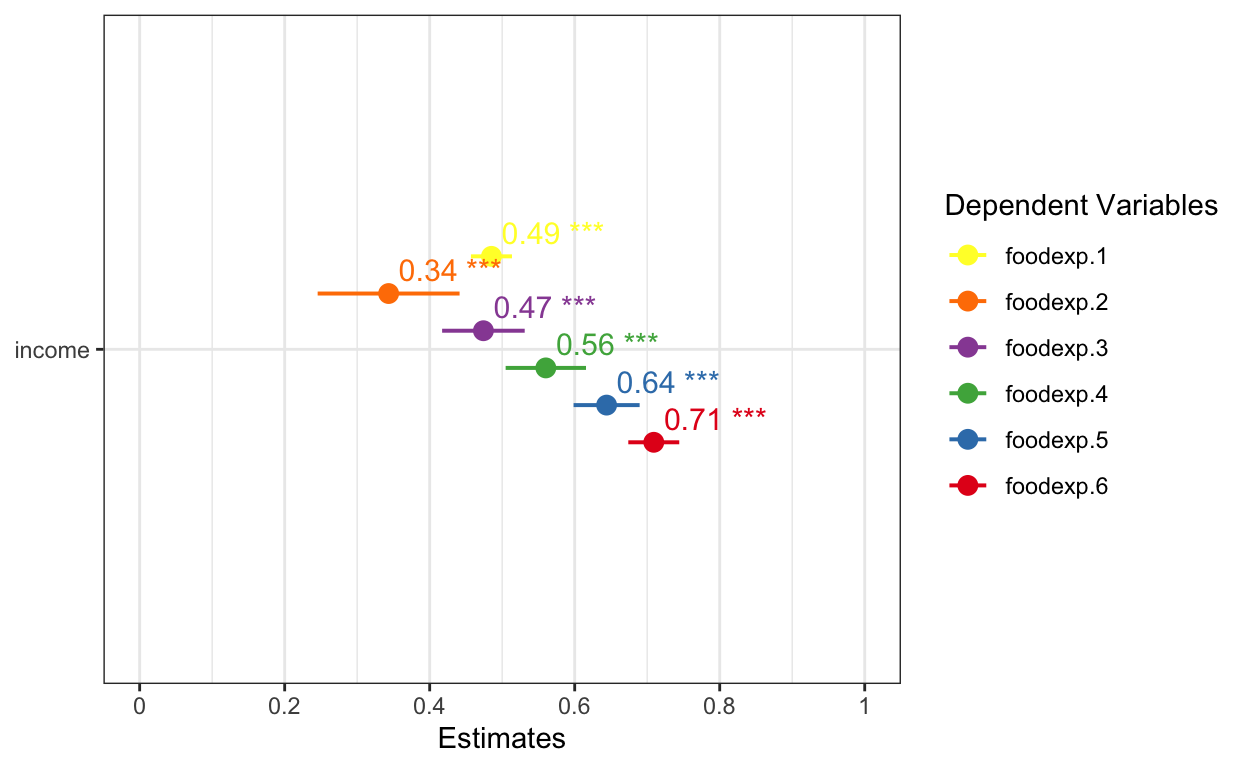 0.49 ***
0.34 ***
0.47 ***
0.56 ***
0.64 ***
0.71 ***
income
0 0.2 0.4 0.6 0.8 1
Estimates
Dependent Variables
foodexp.1
foodexp.2
foodexp.3
foodexp.4
foodexp.5
foodexp.6